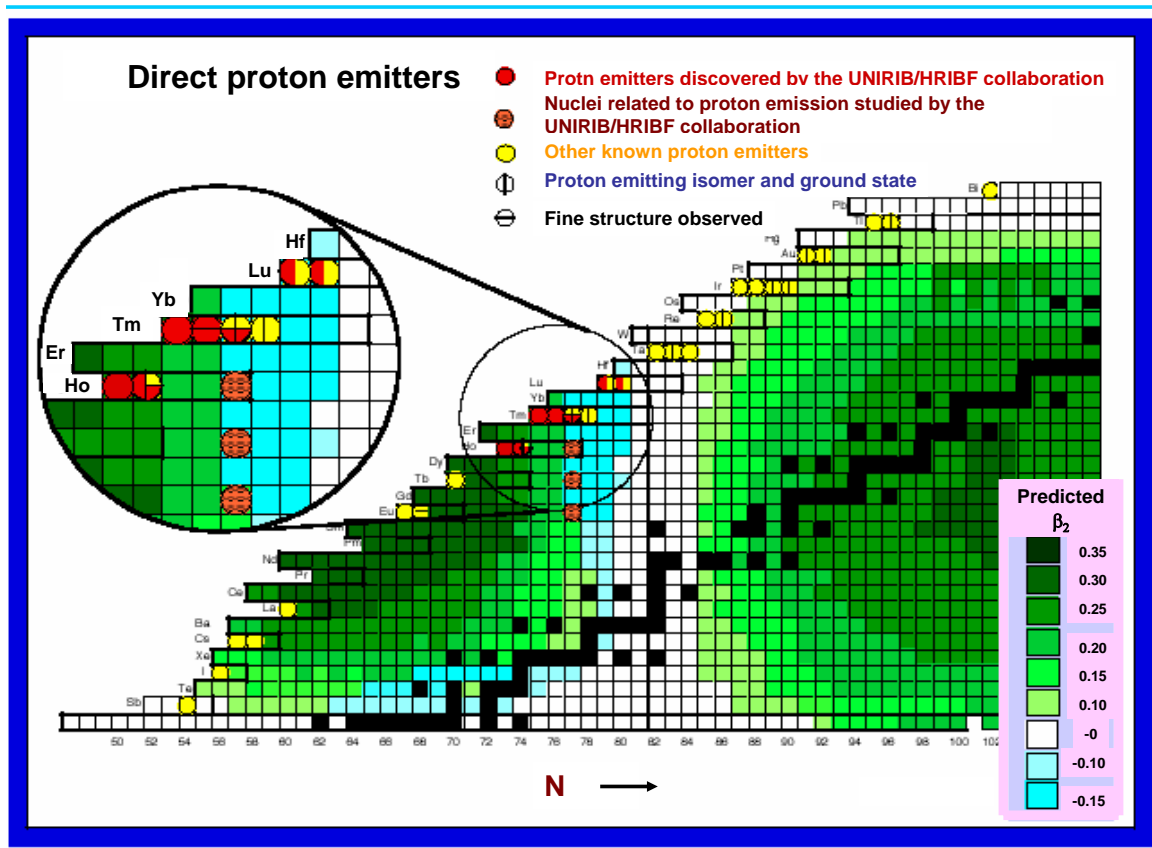 Direct proton emitters
Protn emitters discovered by the UNIRIB/HRIBF collaboration
Nuclei related to proton emission studied by the
UNIRIB/HRIBF collaboration
Other known proton emitters
Proton emitting isomer and ground state
Fine structure observed
Hf
Lu
Yb
Tm
Er
Ho
Bi
Pb
Tl
Hg
Au
Pt
Ir
Os
Re
W
Ta
Hf
Lu
Yb
Tm
Er
Ho
Dy
Tb
Gd
Eu
Sm
Pm
Nd
Pr
Ce
La
Ba
Cs
Xe
I
Te
Sb
50 52 54 56 58 60 62 64 66 68 70 72 74 76 78 80 82 84 86 88 90 92 94 96 98 100 102
N
Predicted
β2
0.35
0.30
0.25
0.20
0.15
0.10
-0
-0.10
-0.15